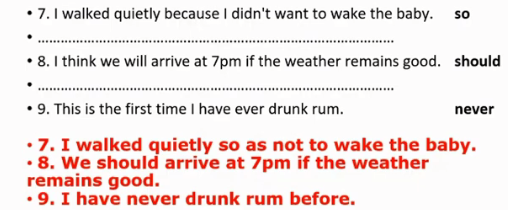 • 7. I walked quietly because I didn't want to wake the baby. so
• ................................................................................
• 8. I think we will arrive at 7pm if the weather remains good. should
• ................................................................................
• 9. This is the first time I have ever drunk rum. never
• 7. I walked quietly so as not to wake the baby.
• 8. We should arrive at 7pm if the weather
remains good.
• 9. I have never drunk rum before.